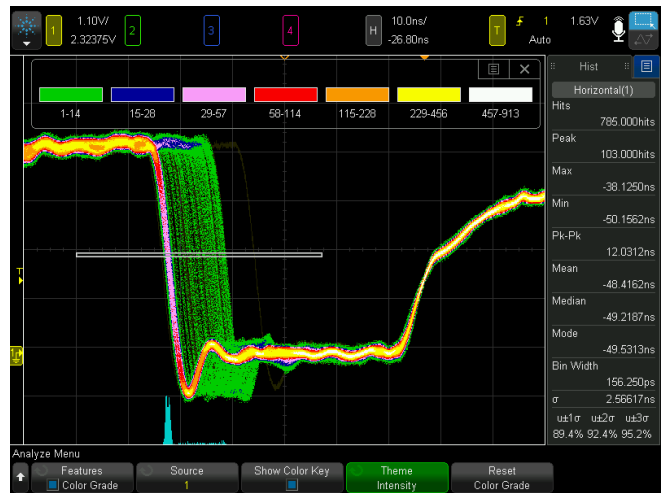 1 1.10V/ 2 3 4 H 10.0ns/ T 1 1.63V
2.32375V -26.80ns Auto
Hist
1-14 15-28 29-57 58-114 115-228 229-456 457-913
Horizontal(1)
Hits
785.000hits
Peak
103.000hits
Max
-38.1250ns
Min
-50.1562ns
Pk-Pk
12.0312ns
Mean
-48.4162ns
Median
-49.2187ns
Mode
-49.5313ns
Bin Width
156.250ps
σ 2.56617ns
u±1σ u±2σ u±3σ
89.4% 92.4% 95.2%
T
Analyze Menu
Features Source Show Color Key Theme Reset
Color Grade 1 Intensity Color Grade